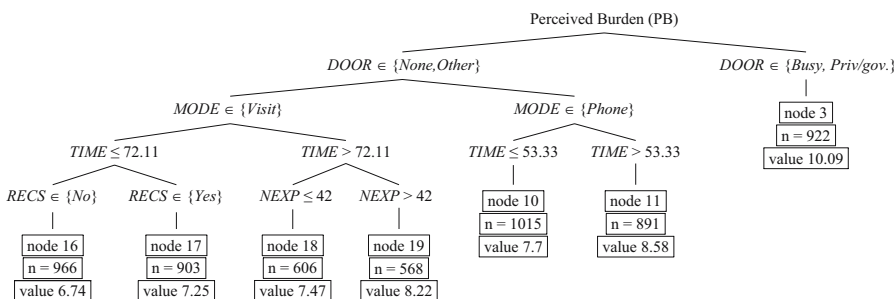 Perceived Burden (PB)
DOOR ∈ {None,Other}
DOOR ∈ {Busy, Priv/gov.}
MODE ∈ {Visit}
MODE ∈ {Phone}
node 3
n = 922
value 10.09
TIME ≤ 72.11
TIME > 72.11
TIME ≤ 53.33
TIME > 53.33
RECS ∈ {No}
RECS ∈ {Yes}
NEXP ≤ 42
NEXP > 42
node 10
n = 1015
value 7.7
node 11
n = 891
value 8.58
node 16
n = 966
value 6.74
node 17
n = 903
value 7.25
node 18
n = 606
value 7.47
node 19
n = 568
value 8.22